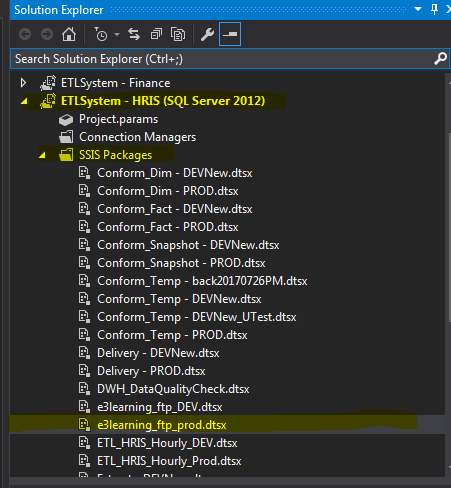 Solution Explorer
Search Solution Explorer (Ctrl+;)
ETLSystem - Finance
ETLSystem - HRIS (SQL Server 2012)
Project.params
Connection Managers
SSIS Packages
Conform_Dim - DEVNew.dtsx
Conform_Dim - PROD.dtsx
Conform_Fact - DEVNew.dtsx
Conform_Fact - PROD.dtsx
Conform_Snapshot - DEVNew.dtsx
Conform_Snapshot - PROD.dtsx
Conform_Temp - back20170726PM.dtsx
Conform_Temp - DEVNew.dtsx
Conform_Temp - DEVNew_UTest.dtsx
Conform_Temp - PROD.dtsx
Delivery - DEVNew.dtsx
Delivery - PROD.dtsx
DWH_DataQualityCheck.dtsx
e3learning_ftp_DEV.dtsx
e3learning_ftp_prod.dtsx
ETL_HRIS_Hourly_DEV.dtsx
ETL_HRIS_Hourly_Prod.dtsx